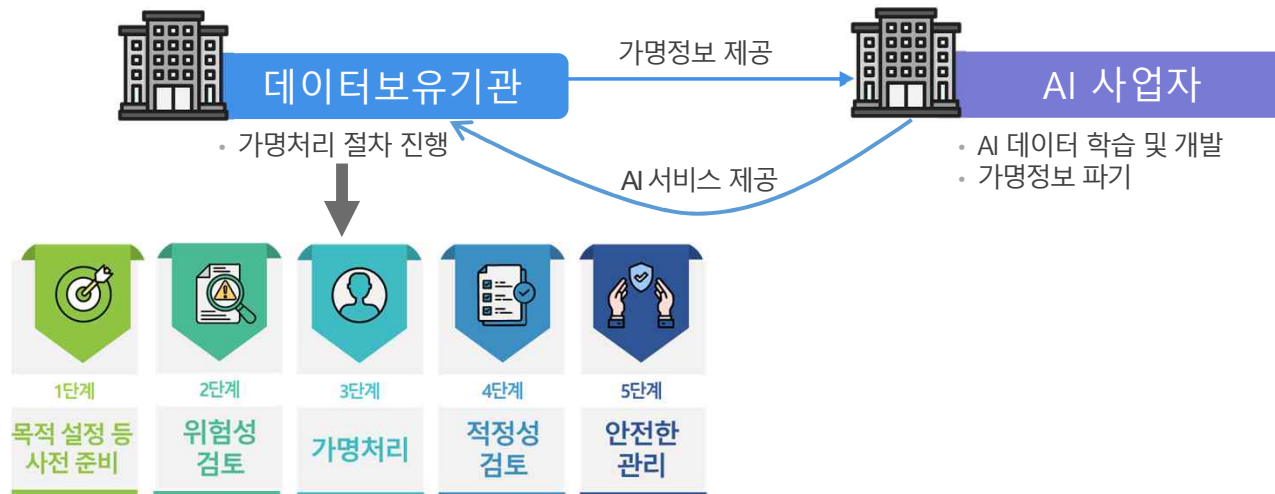 가명정보 제공
데이터보유기관
AI 사업자
• 가명처리 절차 진행
• AI 데이터 학습 및 개발
• 가명정보 파기
AI 서비스 제공
1단계
목적 설정 등
사전 준비
2단계
위험성
검토
3단계
가명처리
4단계
적정성
검토
5단계
안전한
관리